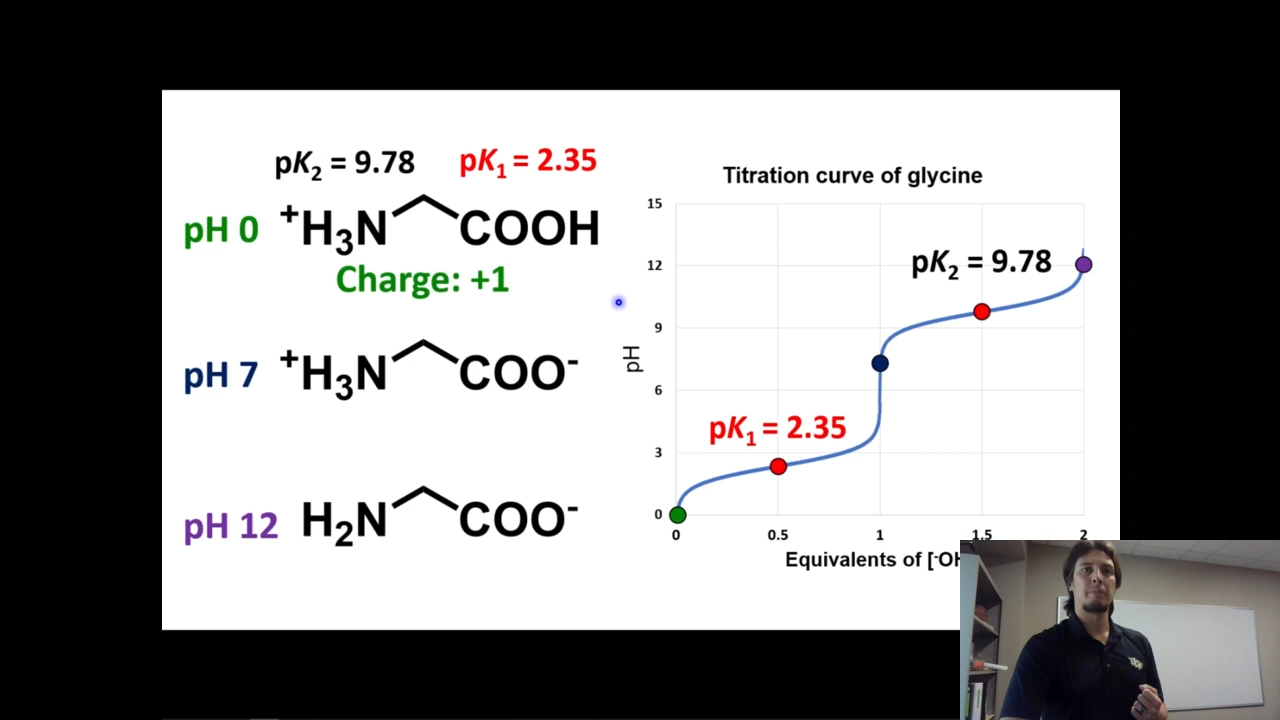 pK₂ = 9.78
pK₁ = 2.35
pH 0
⁺H₃N COOH
Charge: +1
pH 7
⁺H₃N COO⁻
pH 12
H₂N COO⁻
Titration curve of glycine
15
12
9
6
3
0
pH
pK₂ = 9.78
pK₁ = 2.35
0
0.5
1
1.5
2
Equivalents of [⁻OH